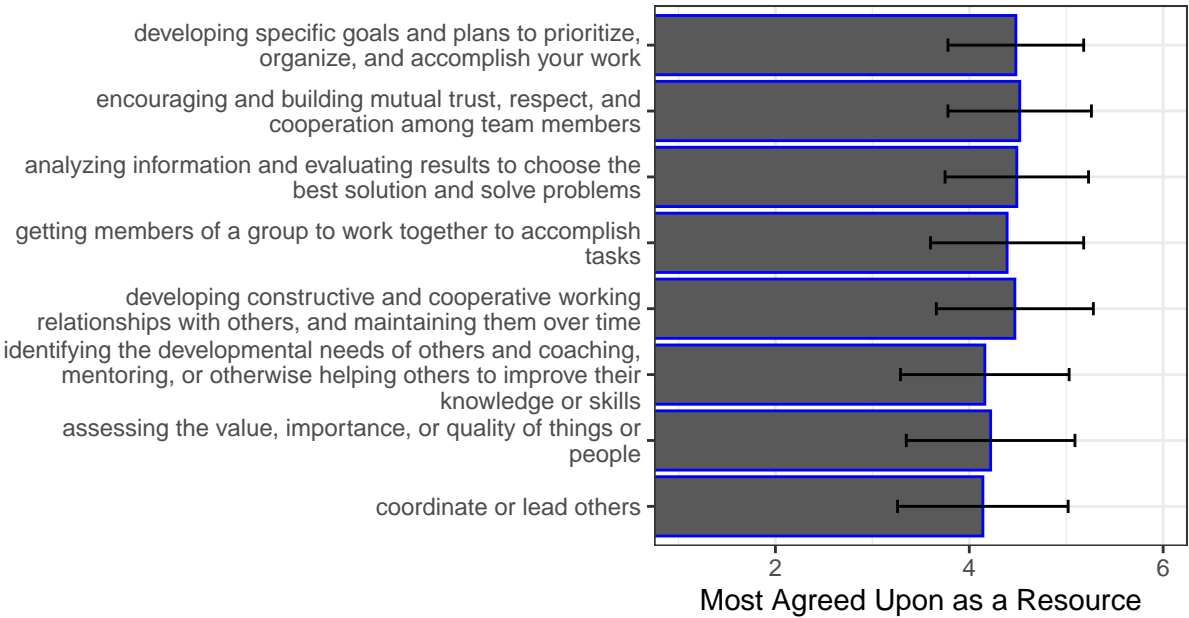 developing specific goals and plans to prioritize,
organize, and accomplish your work
encouraging and building mutual trust, respect, and
cooperation among team members
analyzing information and evaluating results to choose the
best solution and solve problems
getting members of a group to work together to accomplish
tasks
developing constructive and cooperative working
relationships with others, and maintaining them over time
identifying the developmental needs of others and coaching,
mentoring, or otherwise helping others to improve their
knowledge or skills
assessing the value, importance, or quality of things or
people
coordinate or lead others
2 4 6
Most Agreed Upon as a Resource